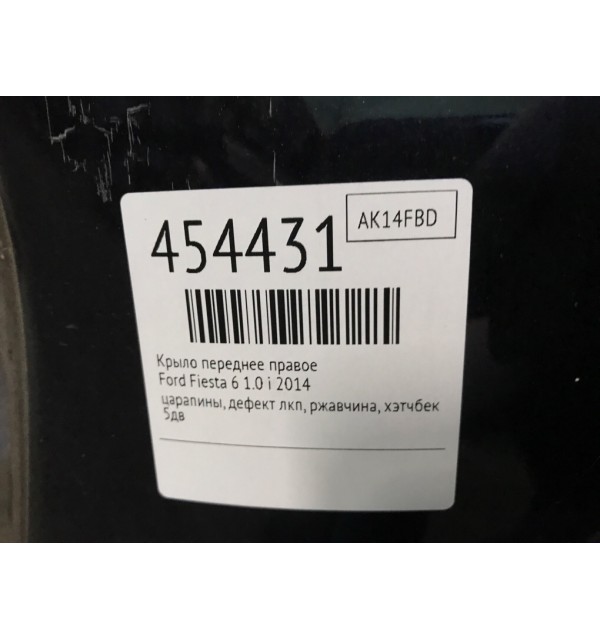 454431
AK14FBD
Крыло переднее правое
Ford Fiesta 6 1.0 i 2014
царапины, дефект лкп, ржавчина, хэтчбек
5дв